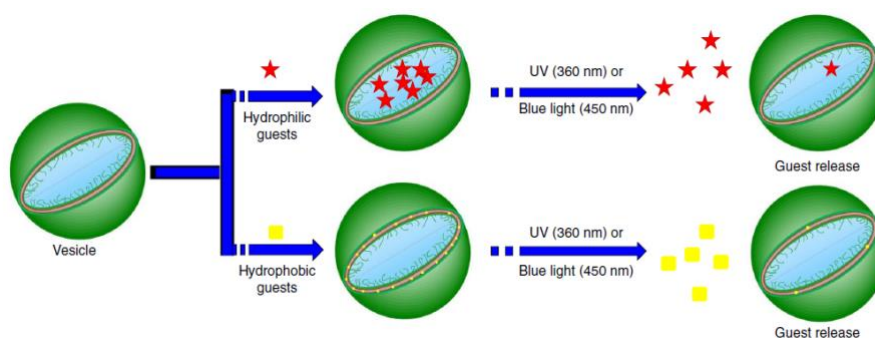 Vesicle
Hydrophilic
guests
UV (360 nm) or
Blue light (450 nm)
Guest release
Hydrophobic
guests
UV (360 nm) or
Blue light (450 nm)
Guest release